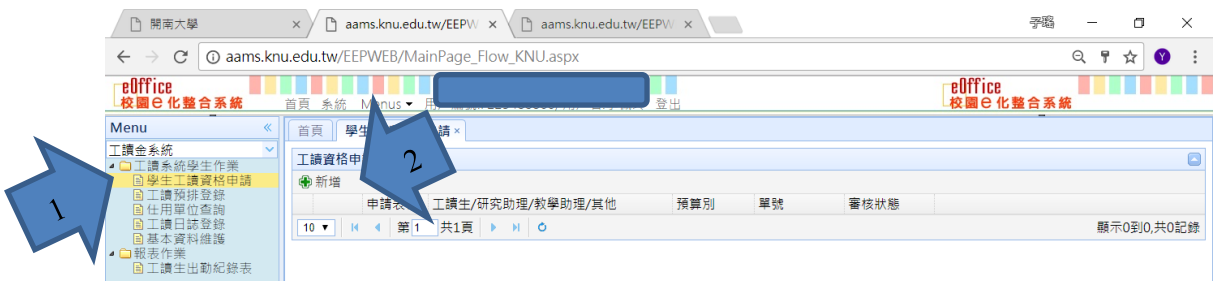 開南大學 × aams.knu.edu.tw/EEPW × aams.knu.edu.tw/EEPW × 子璐
aams.knu.edu.tw/EEPWEB/MainPage_Flow_KNU.aspx Y
eOffice eOffice
校園e化整合系統 首頁 系統 Menus 登出 校園e化整合系統
Menu « 首頁 學生 請 ×
工讀金系統
工讀系統學生作業
學生工讀資格申請
工讀預排登錄
任用單位查詢
工讀日誌登錄
基本資料維護
報表作業
工讀生出勤紀錄表
工讀資格申
新增
申請表 工讀生/研究助理/教學助理/其他 預算別 單號 審核狀態
10 第 1 共1頁 顯示0到0,共0記錄
1
2